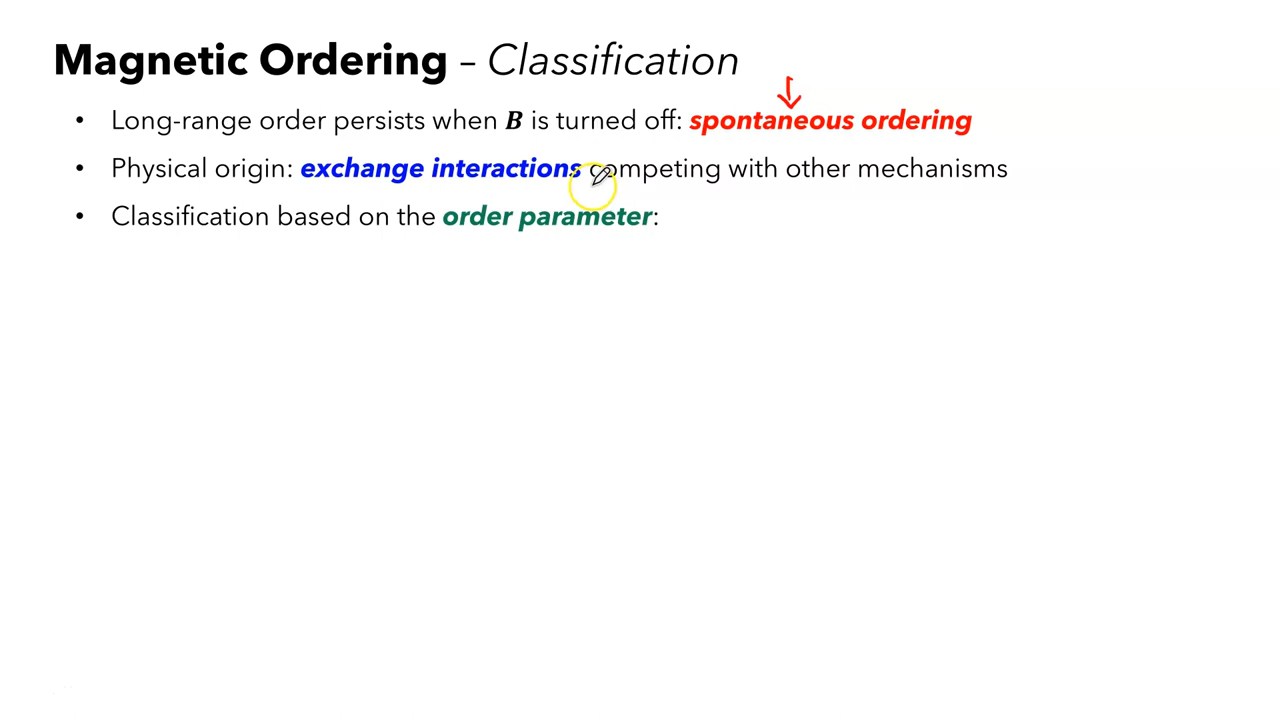 Magnetic Ordering – Classification
• Long-range order persists when B is turned off: spontaneous ordering
• Physical origin: exchange interactions competing with other mechanisms
• Classification based on the order parameter: